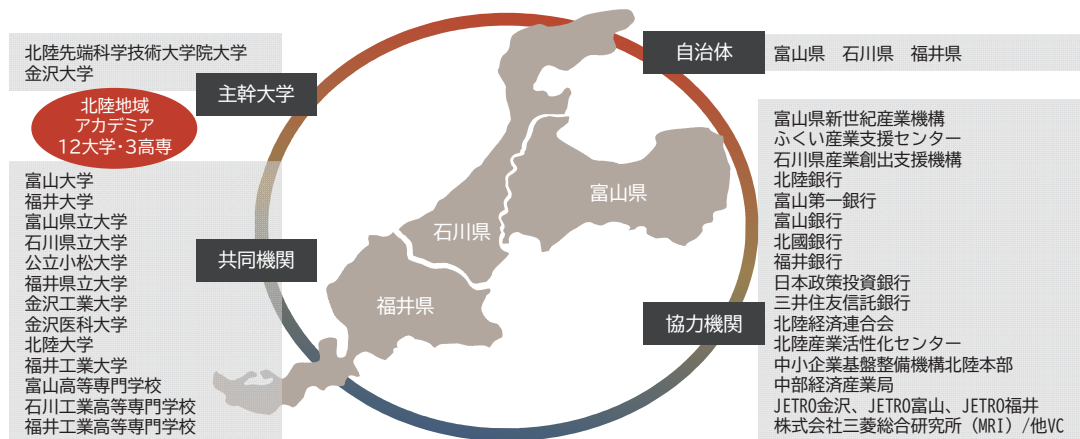 北陸先端科学技術大学院大学
金沢大学
主幹大学
北陸地域
アカデミア
12大学・3高専
富山大学
福井大学
富山県立大学
石川県立大学
公立小松大学
福井県立大学
金沢工業大学
金沢医科大学
北陸大学
福井工業大学
富山高等専門学校
石川工業高等専門学校
福井工業高等専門学校
共同機関
富山県
石川県
福井県
自治体
富山県 石川県 福井県
協力機関
富山県新世紀産業機構
ふくい産業支援センター
石川県産業創出支援機構
北陸銀行
富山第一銀行
富山銀行
北國銀行
福井銀行
日本政策投資銀行
三井住友信託銀行
北陸経済連合会
北陸産業活性化センター
中小企業基盤整備機構北陸本部
中部経済産業局
JETRO金沢、JETRO富山、JETRO福井
株式会社三菱総合研究所（MRI）/他VC